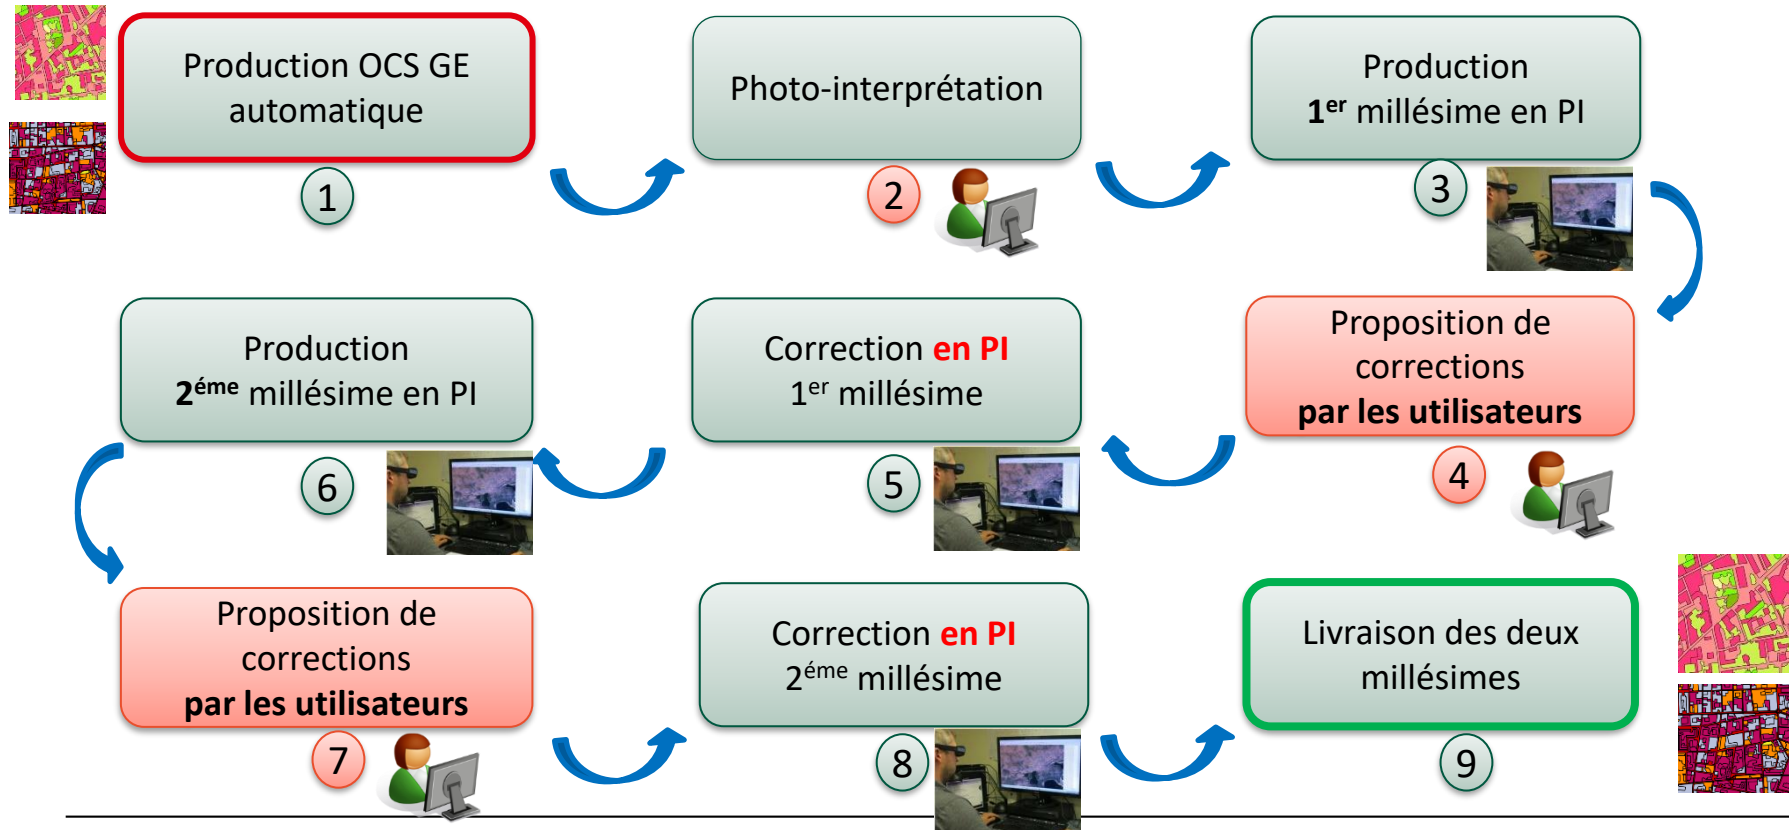 Production OCS GE
automatique
1
Photo-interprétation
2
Production
1er millésime en PI
3
Proposition de
corrections
par les utilisateurs
4
Correction en PI
1er millésime
5
Production
2éme millésime en PI
6
Proposition de
corrections
par les utilisateurs
7
Correction en PI
2éme millésime
8
Livraison des deux
millésimes
9